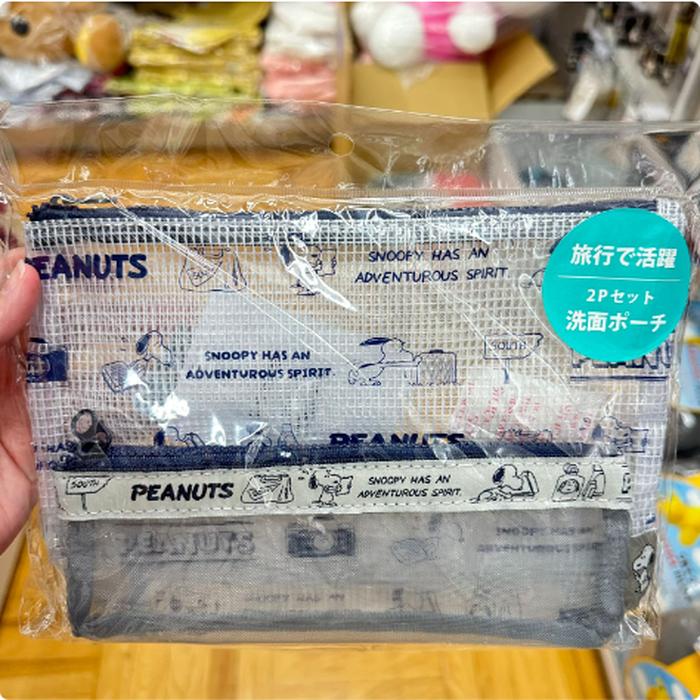 PEANUTS
SNOOPY HAS AN
ADVENTUROUS SPIRIT.
旅行で活躍
2Pセット
洗面ポーチ
SNOOPY HAS AN
ADVENTUROUS SPIRIT.
SOUTH
PEANUTS
SOUTH
PEANUTS
SNOOPY HAS AN
ADVENTUROUS SPIRIT.
PEANUTS